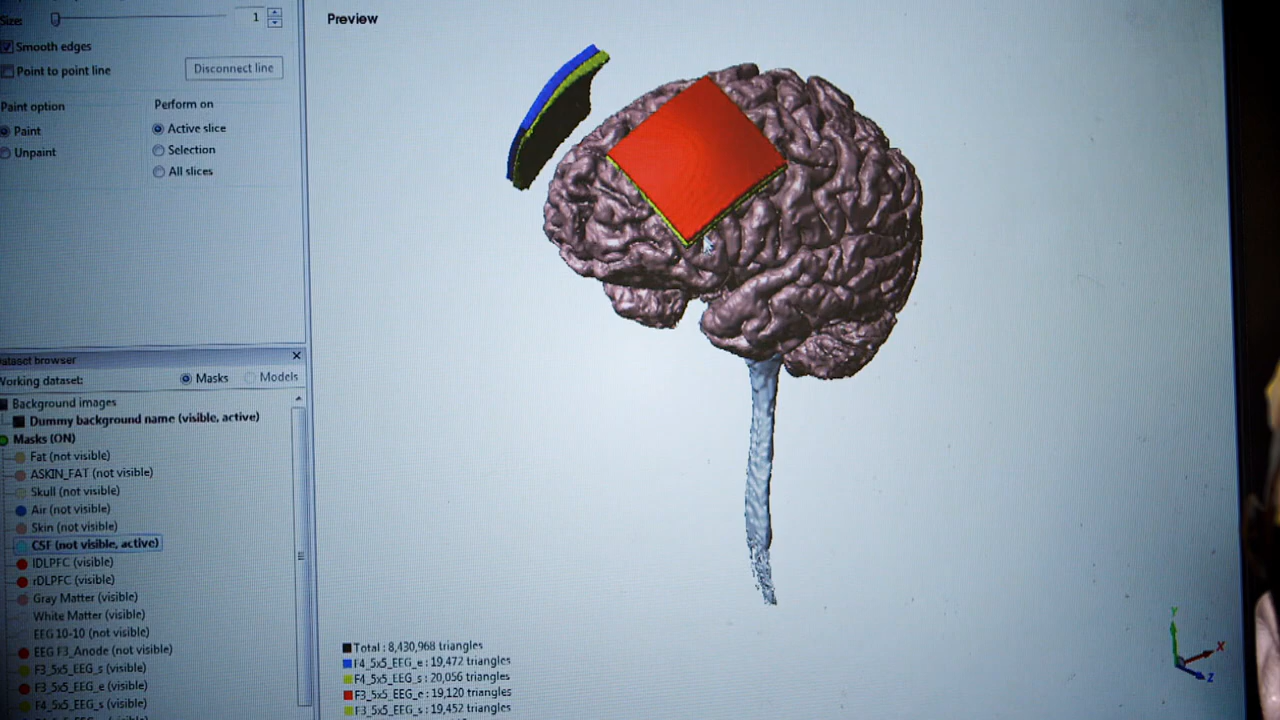 Size:
1
Smooth edges
Point to point line
Disconnect line
Paint option
Perform on
Paint
Active slice
Unpaint
Selection
All slices
Preview
Dataset browser
Working dataset:
Masks
Models
Background images
Dummy background name (visible, active)
Masks (ON)
Fat (not visible)
ASKIN_FAT (not visible)
Skull (not visible)
Air (not visible)
Skin (not visible)
CSF (not visible, active)
lDLPFC (visible)
rDLPFC (visible)
Gray Matter (visible)
White Matter (visible)
EEG 10-10 (not visible)
EEG F3_Anode (not visible)
F3_5x5_EEG_s (visible)
F3_5x5_EEG_e (visible)
F4_5x5_EEG_s (visible)
Total : 8,430,968 triangles
F4_5x5_EEG_e : 19,472 triangles
F4_5x5_EEG_s : 20,056 triangles
F3_5x5_EEG_e : 19,120 triangles
F3_5x5_EEG_s : 19,452 triangles
Y
X
Z